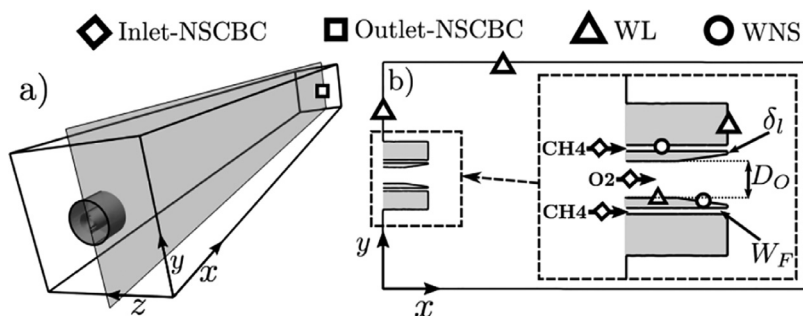 Inlet-NSCBC Outlet-NSCBC WL WNS
a)
y
x
z
b)
CH4
δl
O2
DO
CH4
WF
y
x